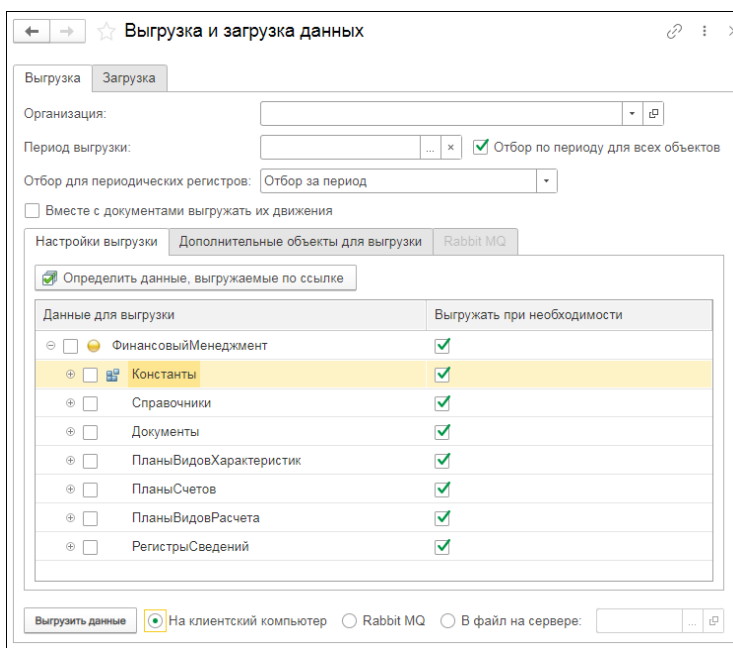 Выгрузка и загрузка данных
Выгрузка Загрузка
Организация:
Период выгрузки: ... × Отбор по периоду для всех объектов
Отбор для периодических регистров: Отбор за период
Вместе с документами выгружать их движения
Настройки выгрузки Дополнительные объекты для выгрузки Rabbit MQ
Определить данные, выгружаемые по ссылке
Данные для выгрузки Выгружать при необходимости
ФинансовыйМенеджмент
Константы
Справочники
Документы
ПланыВидовХарактеристик
ПланыСчетов
ПланыВидовРасчета
РегистрыСведений
Выгрузить данные На клиентский компьютер Rabbit MQ В файл на сервере: ...